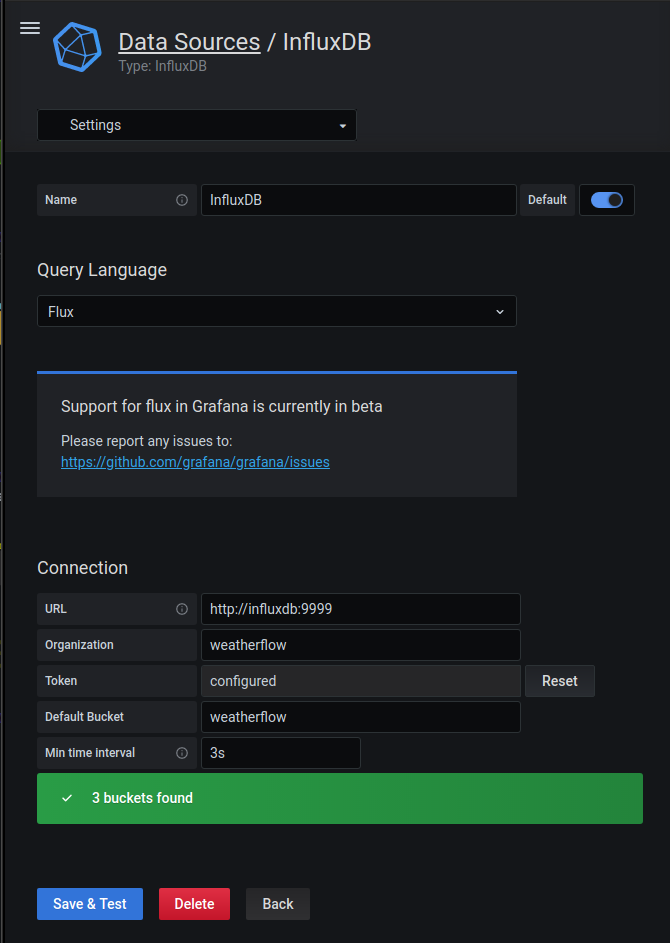 Data Sources / InfluxDB
Type: InfluxDB
Settings
Name InfluxDB Default
Query Language
Flux
Support for flux in Grafana is currently in beta
Please report any issues to:
https://github.com/grafana/grafana/issues
Connection
URL http://influxdb:9999
Organization weatherflow
Token configured Reset
Default Bucket weatherflow
Min time interval 3s
3 buckets found
Save & Test Delete Back